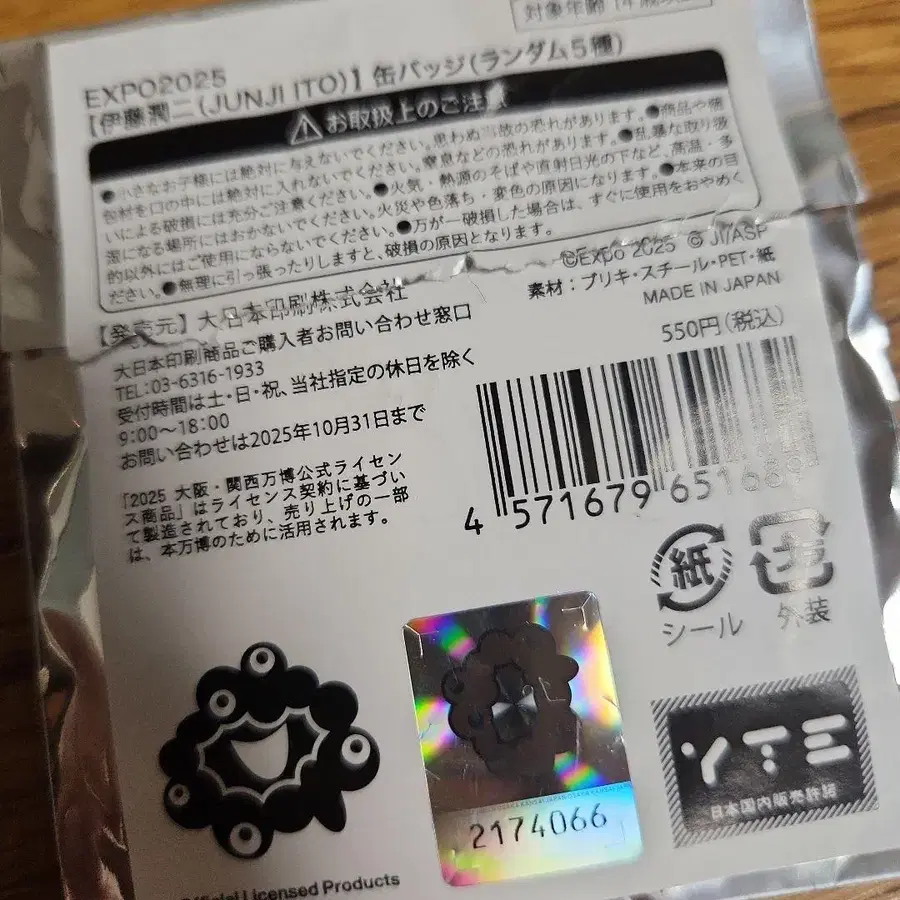 対象年齢 14歳以上
EXPO2025
【伊藤潤二(JUNJI ITO)】缶バッジ(ランダム5種)
お取扱上のご注意
●小さなお子様には絶対に与えないでください。思わぬ事故の恐れがあります。●商品や個
包材を口の中には絶対に入れないでください。窒息などの恐れがあります。●乱暴な取り扱
いによる破損には充分ご注意ください。●火気・熱源のそばや直射日光の下など、高温・多
湿になる場所にはおかないでください。火災や色落ち・変色の原因になります。●本来の目
的以外にはご使用にならないでください。●万が一破損した場合は、すぐに使用をおやめく
ださい。●無理に引っ張ったりしますと、破損の原因となります。
©Expo 2025 © JI/ASP
素材：ブリキ・スチール・PET・紙
MADE IN JAPAN
【発売元】大日本印刷株式会社
大日本印刷商品ご購入者お問い合わせ窓口
TEL:03-6316-1933
受付時間は土・日・祝、当社指定の休日を除く
9:00〜18:00
お問い合わせは2025年10月31日まで
550円(税込)
「2025 大阪・関西万博公式ライセン
ス商品」はライセンス契約に基づい
て製造されており、売り上げの一部
は、本万博のために活用されます。
4 571679 651689
紙
シール
外装
2174066
YTE
日本国内販売許諾
Official Licensed Products